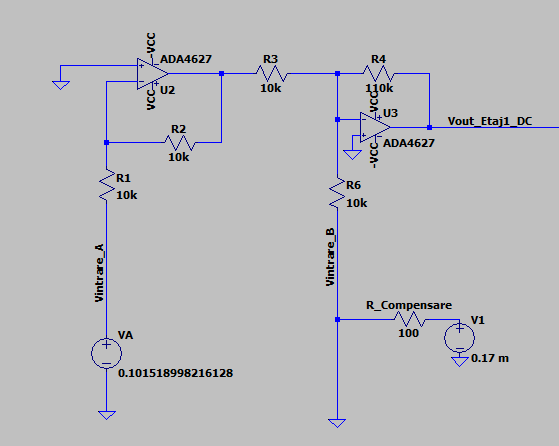 -VCC
ADA4627
U2
VCC
R3
10k
R4
110k
VCC
U3
Vout_Etaj1_DC
ADA4627
-VCC
R2
10k
R1
10k
R6
10k
Vintrare_A
Vintrare_B
VA
0.101518998216128
R_Compensare
100
V1
0.17 m